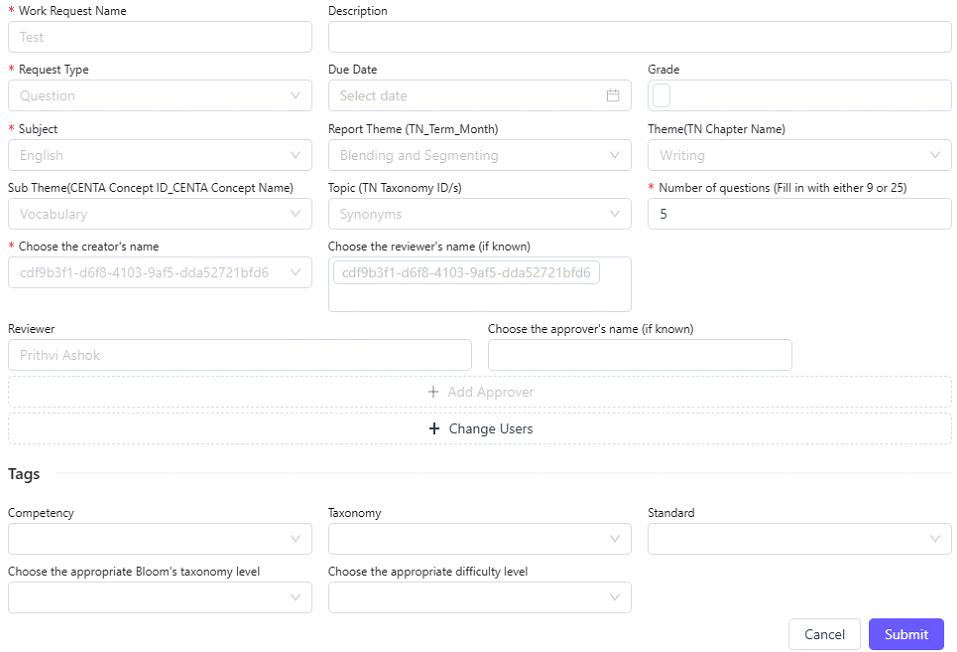 * Work Request Name
Description
Test
* Request Type
Due Date
Grade
Question
Select date
* Subject
Report Theme (TN_Term_Month)
Theme(TN Chapter Name)
English
Blending and Segmenting
Writing
Sub Theme(CENTA Concept ID_CENTA Concept Name)
Topic (TN Taxonomy ID/s)
* Number of questions (Fill in with either 9 or 25)
Vocabulary
Synonyms
5
* Choose the creator's name
Choose the reviewer's name (if known)
cdf9b3f1-d6f8-4103-9af5-dda52721bfd6
cdf9b3f1-d6f8-4103-9af5-dda52721bfd6
Reviewer
Choose the approver's name (if known)
Prithvi Ashok
+ Add Approver
+ Change Users
Tags
Competency
Taxonomy
Standard
Choose the appropriate Bloom's taxonomy level
Choose the appropriate difficulty level
Cancel
Submit